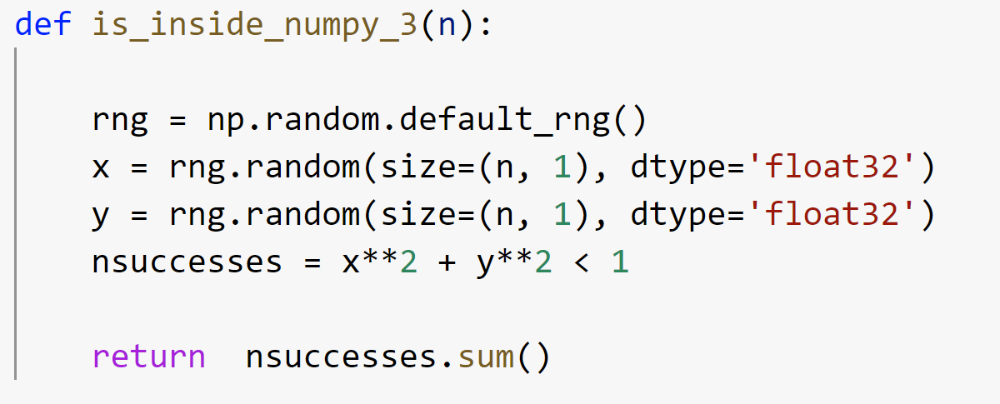 def is_inside_numpy_3(n):
    rng = np.random.default_rng()
    x = rng.random(size=(n, 1), dtype='float32')
    y = rng.random(size=(n, 1), dtype='float32')
    nsuccesses = x**2 + y**2 < 1
    return  nsuccesses.sum()